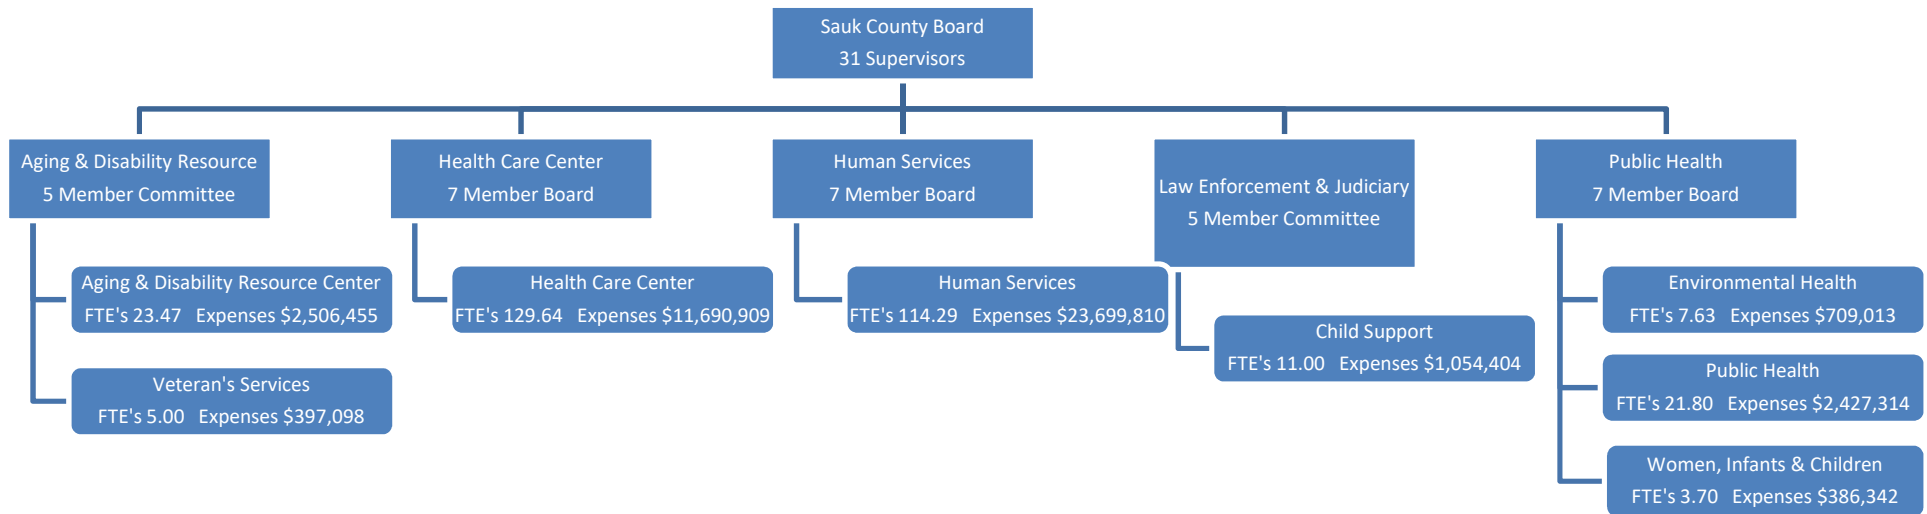 Sauk County Board
31 Supervisors
Aging & Disability Resource
5 Member Committee
Health Care Center
7 Member Board
Human Services
7 Member Board
Law Enforcement & Judiciary
5 Member Committee
Public Health
7 Member Board
Aging & Disability Resource Center
FTE's 23.47   Expenses $2,506,455
Veteran's Services
FTE's 5.00   Expenses $397,098
Health Care Center
FTE's 129.64   Expenses $11,690,909
Human Services
FTE's 114.29   Expenses $23,699,810
Child Support
FTE's 11.00   Expenses $1,054,404
Environmental Health
FTE's 7.63   Expenses $709,013
Public Health
FTE's 21.80   Expenses $2,427,314
Women, Infants & Children
FTE's 3.70   Expenses $386,342